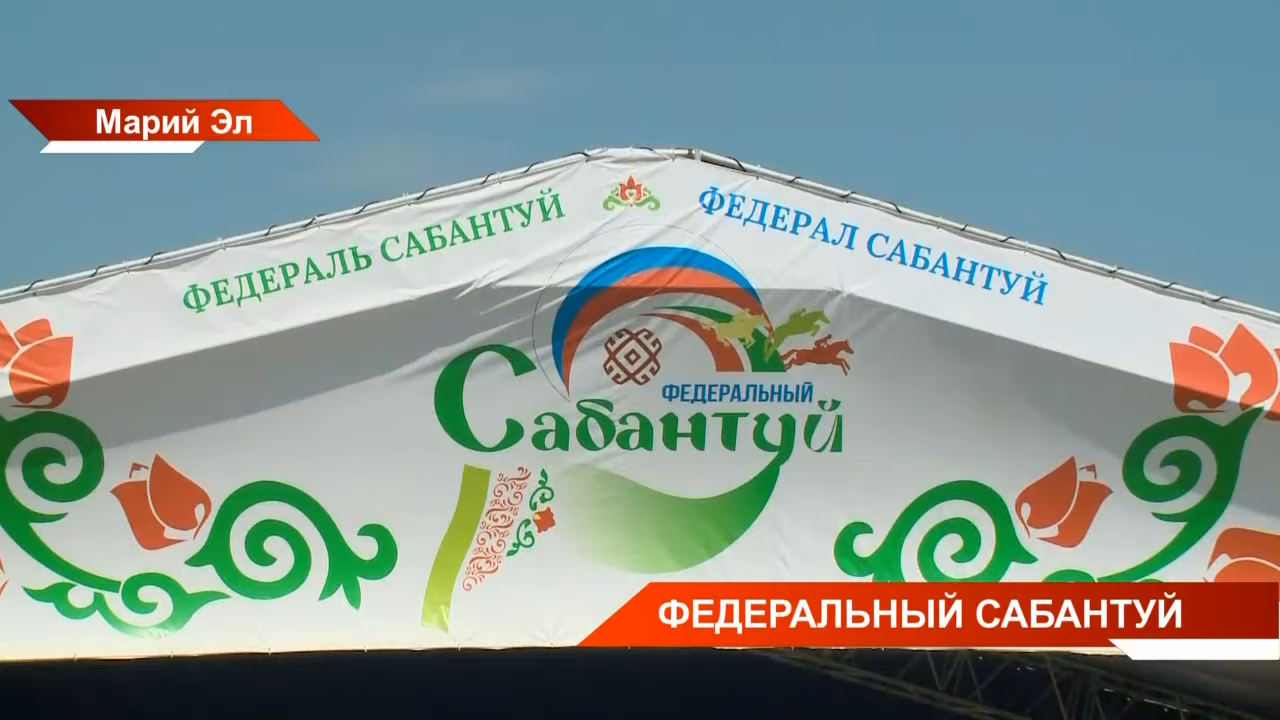 Марий Эл
ФЕДЕРАЛЬ САБАНТУЙ
ФЕДЕРАЛ САБАНТУЙ
ФЕДЕРАЛЬНЫЙ
Сабантуй
ФЕДЕРАЛЬНЫЙ САБАНТУЙ